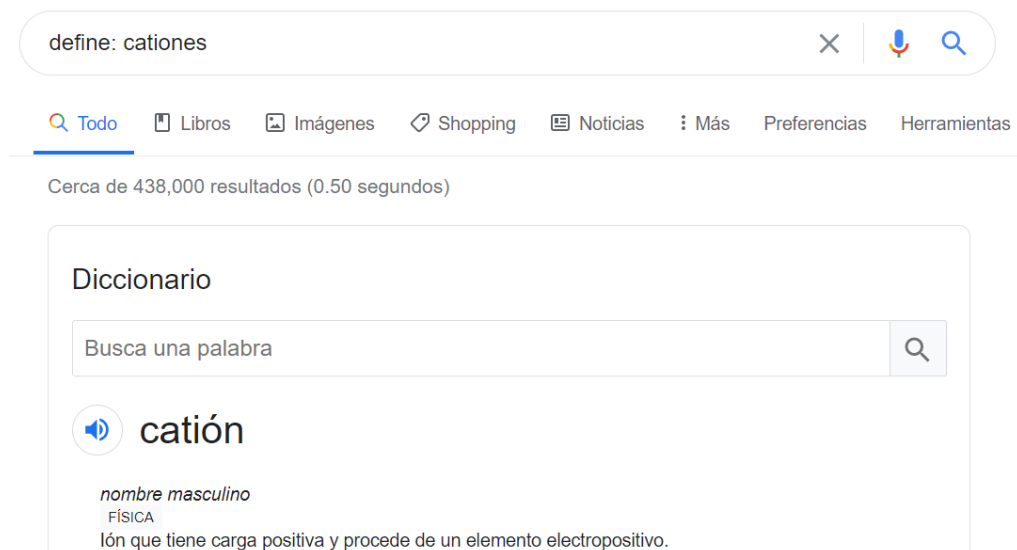 define: cationes
Todo Libros Imágenes Shopping Noticias Más Preferencias Herramientas
Cerca de 438,000 resultados (0.50 segundos)
Diccionario
Busca una palabra
catión
nombre masculino
FÍSICA
Ión que tiene carga positiva y procede de un elemento electropositivo.